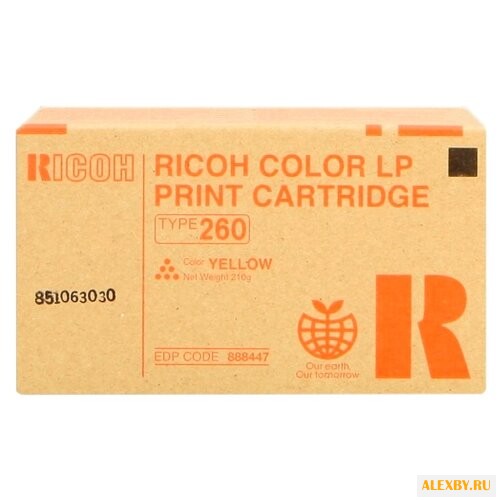 RICOH
RICOH COLOR LP
PRINT CARTRIDGE
TYPE 260
Color YELLOW
Net Weight 210g
851063030
EDP CODE 888447
Our earth,
Our tomorrow
R
ALEXBY.RU